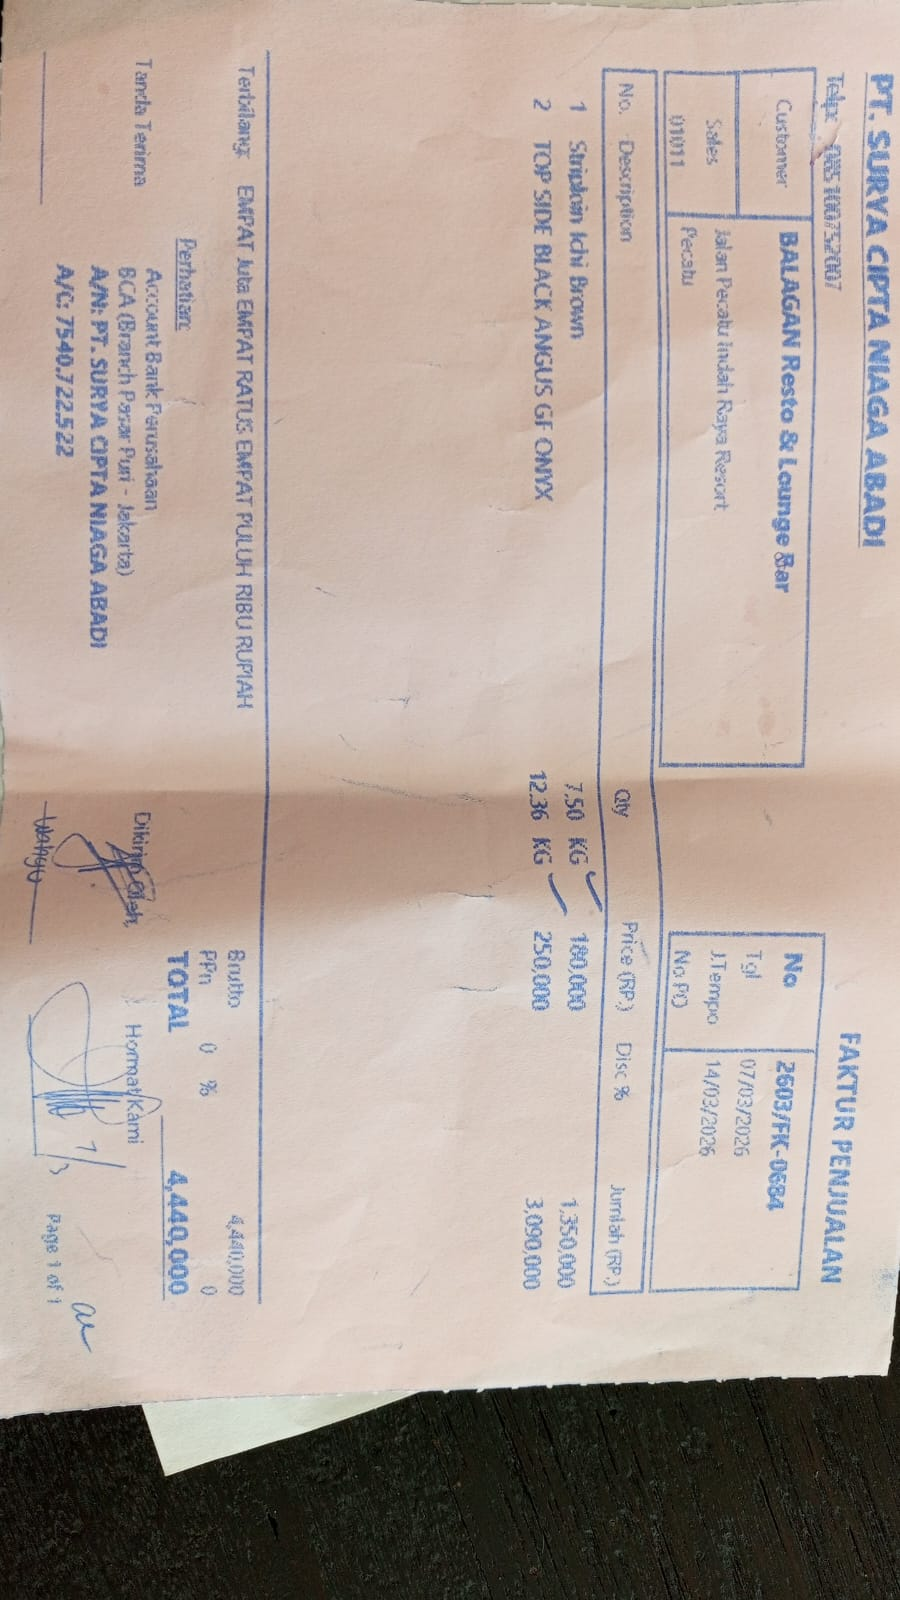 PT. SURYA CIPTA NIAGA ABADI
FAKTUR PENJUALAN
Telp: 085100732007
Customer BALAGAN Resto & Lounge Bar
Jalan Pecatu Indah Raya Resort
Sales Pecatu
01011
No 2603/FK-0684
Tgl 07/03/2026
J.Tempo 14/03/2026
No PO
No. Description Qty Price (RP.) Disc % Jumlah (RP.)
1 Striploin Ichi Brown 7,50 KG 180,000 1,350,000
2 TOP SIDE BLACK ANGUS GF ONYX 12,36 KG 250,000 3,090,000
Terbilang: EMPAT Juta EMPAT RATUS EMPAT PULUH RIBU RUPIAH
Brutto 4,440,000
PPn 0 % 0
TOTAL 4,440,000
Perhatian:
Account Bank Perusahaan
BCA (Branch Pasar Puri - Jakarta)
A/N: PT. SURYA CIPTA NIAGA ABADI
A/C: 7540.722.522
Tanda Terima
Dikirim Oleh,
Hormat Kami
7/3
Page 1 of 1